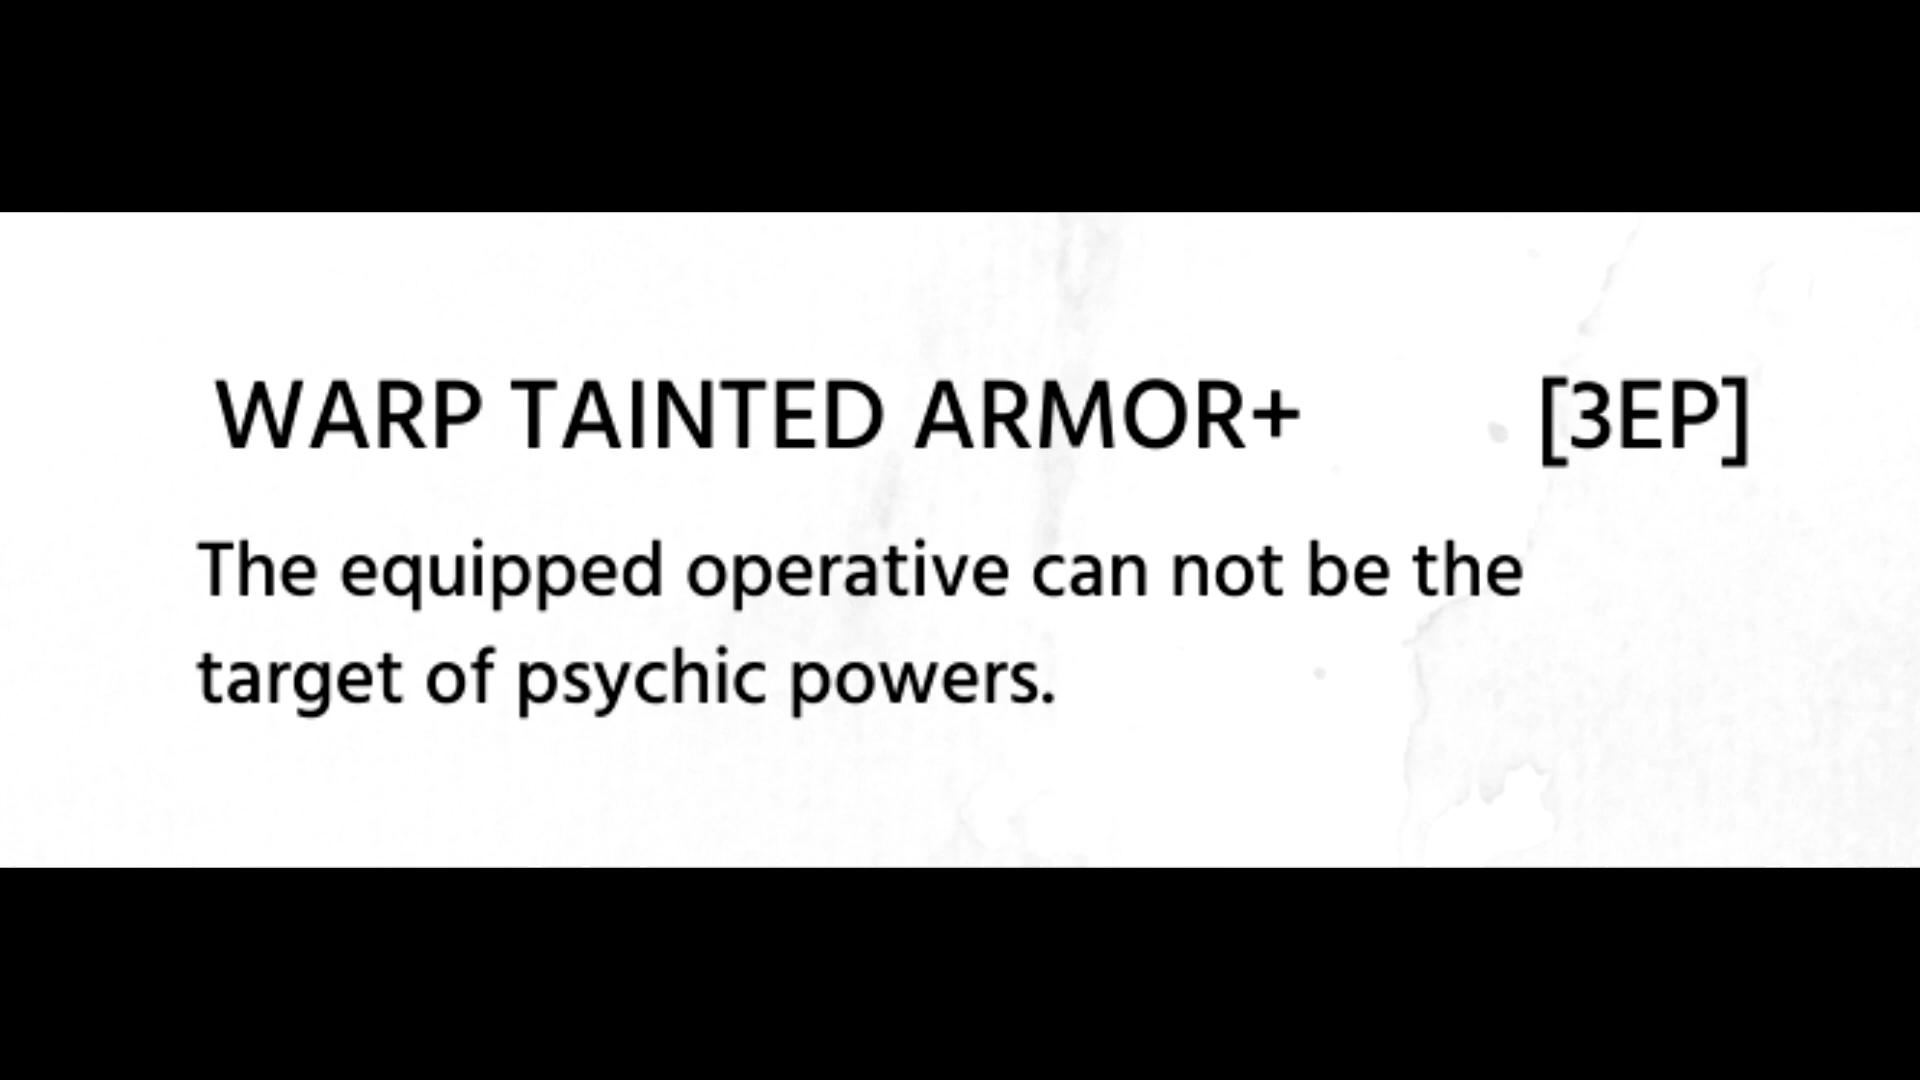 WARP TAINTED ARMOR+ [3EP]
The equipped operative can not be the
target of psychic powers.